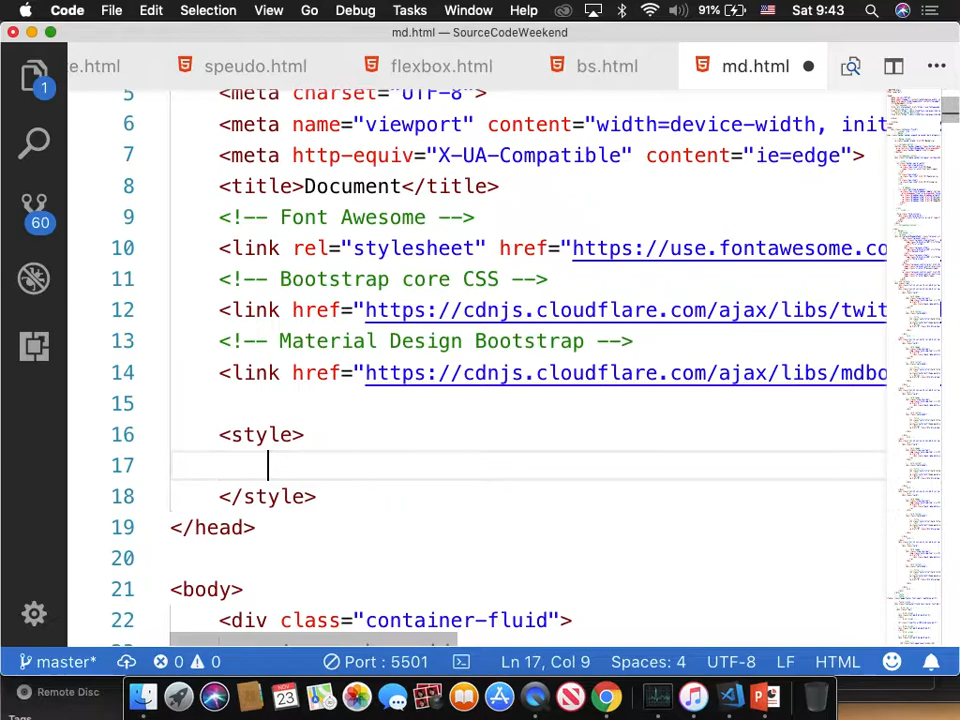 Code File Edit Selection View Go Debug Tasks Window Help 91% Sat 9:43
md.html — SourceCodeWeekend
1 e.html speudo.html flexbox.html bs.html md.html
5 <meta charset="UTF-8">
6 <meta name="viewport" content="width=device-width, init
7 <meta http-equiv="X-UA-Compatible" content="ie=edge">
8 <title>Document</title>
9 <!-- Font Awesome -->
10 <link rel="stylesheet" href="https://use.fontawesome.co
11 <!-- Bootstrap core CSS -->
12 <link href="https://cdnjs.cloudflare.com/ajax/libs/twit
13 <!-- Material Design Bootstrap -->
14 <link href="https://cdnjs.cloudflare.com/ajax/libs/mdbo
15
16 <style>
17
18 </style>
19 </head>
20
21 <body>
22 <div class="container-fluid">
60
master* 0 0 Port : 5501 Ln 17, Col 9 Spaces: 4 UTF-8 LF HTML
Remote Disc
NOV
23
Tags